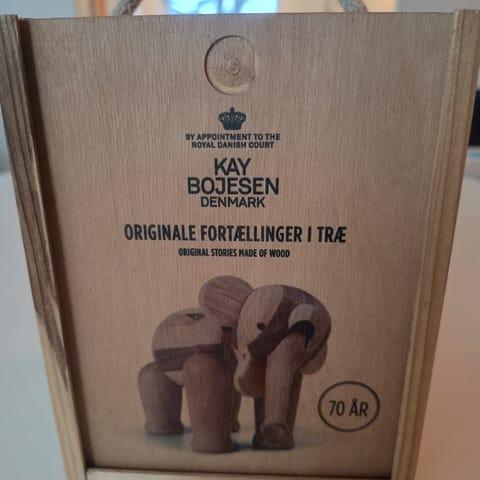 BY APPOINTMENT TO THE
ROYAL DANISH COURT
KAY
BOJESEN
DENMARK
ORIGINALE FORTÆLLINGER I TRÆ
ORIGINAL STORIES MADE OF WOOD
70 ÅR